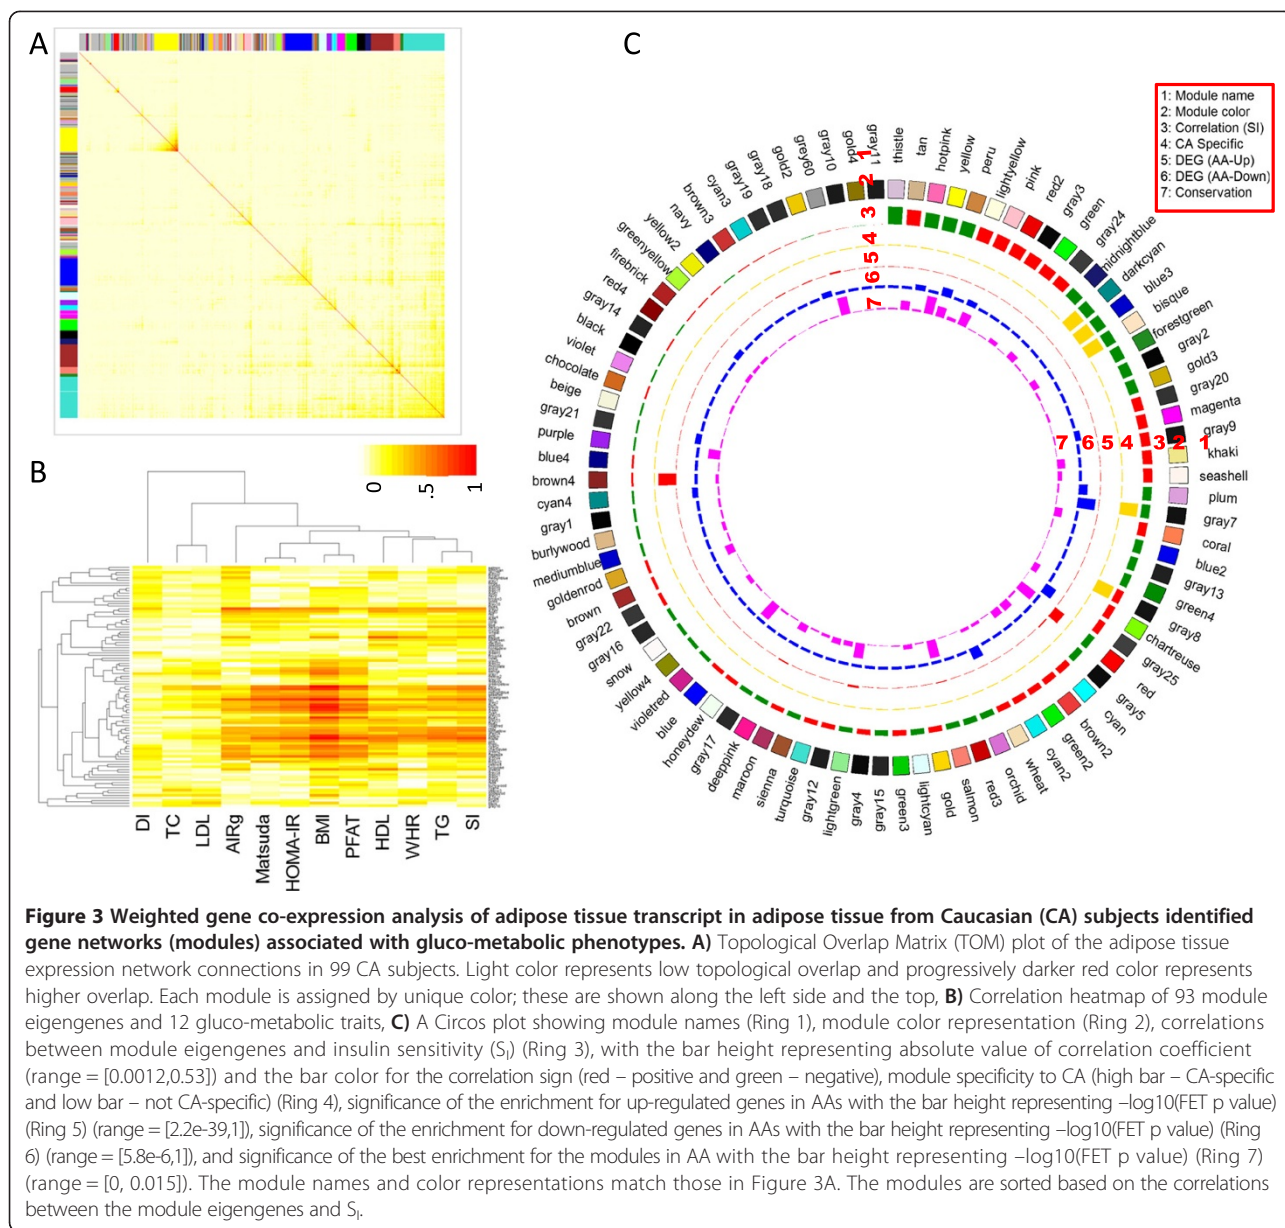 A
C
1: Module name
2: Module color
3: Correlation (SI)
4: CA Specific
5: DEG (AA-Up)
6: DEG (AA-Down)
7: Conservation
thistle
tan
hotpink
yellow
peru
lightyellow
pink
red2
gray3
green
gray24
midnightblue
darkcyan
blue3
bisque
forestgreen
gray2
gold3
gray20
magenta
gray9
khaki
seashell
plum
gray7
coral
blue2
gray13
green4
gray8
chartreuse
gray25
red
gray5
cyan
brown2
green2
cyan2
wheat
orchid
red3
salmon
gold
lightcyan
green3
gray15
gray4
lightgreen
gray12
turquoise
sienna
maroon
deeppink
gray17
honeydew
blue
violetred
yellow4
snow
gray16
gray22
brown
goldenrod
mediumblue
burlywood
gray1
cyan4
brown4
blue4
purple
gray21
beige
chocolate
violet
black
gray14
red4
firebrick
greenyellow
yellow2
navy
brown3
cyan3
gray19
gray18
gold2
grey60
gray10
gold4
gray11
1
2
3
4
5
6
7
7 6 5 4 3 2 1
B
0 .5 1
DI TC LDL AIRg Matsuda HOMA-IR BMI PFAT HDL WHR TG SI
Figure 3 Weighted gene co-expression analysis of adipose tissue transcript in adipose tissue from Caucasian (CA) subjects identified
gene networks (modules) associated with gluco-metabolic phenotypes. A) Topological Overlap Matrix (TOM) plot of the adipose tissue
expression network connections in 99 CA subjects. Light color represents low topological overlap and progressively darker red color represents
higher overlap. Each module is assigned by unique color; these are shown along the left side and the top, B) Correlation heatmap of 93 module
eigengenes and 12 gluco-metabolic traits, C) A Circos plot showing module names (Ring 1), module color representation (Ring 2), correlations
between module eigengenes and insulin sensitivity (SI) (Ring 3), with the bar height representing absolute value of correlation coefficient
(range = [0.0012,0.53]) and the bar color for the correlation sign (red – positive and green – negative), module specificity to CA (high bar – CA-specific
and low bar – not CA-specific) (Ring 4), significance of the enrichment for up-regulated genes in AAs with the bar height representing –log10(FET p value)
(Ring 5) (range = [2.2e-39,1]), significance of the enrichment for down-regulated genes in AAs with the bar height representing –log10(FET p value) (Ring
6) (range = [5.8e-6,1]), and significance of the best enrichment for the modules in AA with the bar height representing –log10(FET p value) (Ring 7)
(range = [0, 0.015]). The module names and color representations match those in Figure 3A. The modules are sorted based on the correlations
between the module eigengenes and SI.